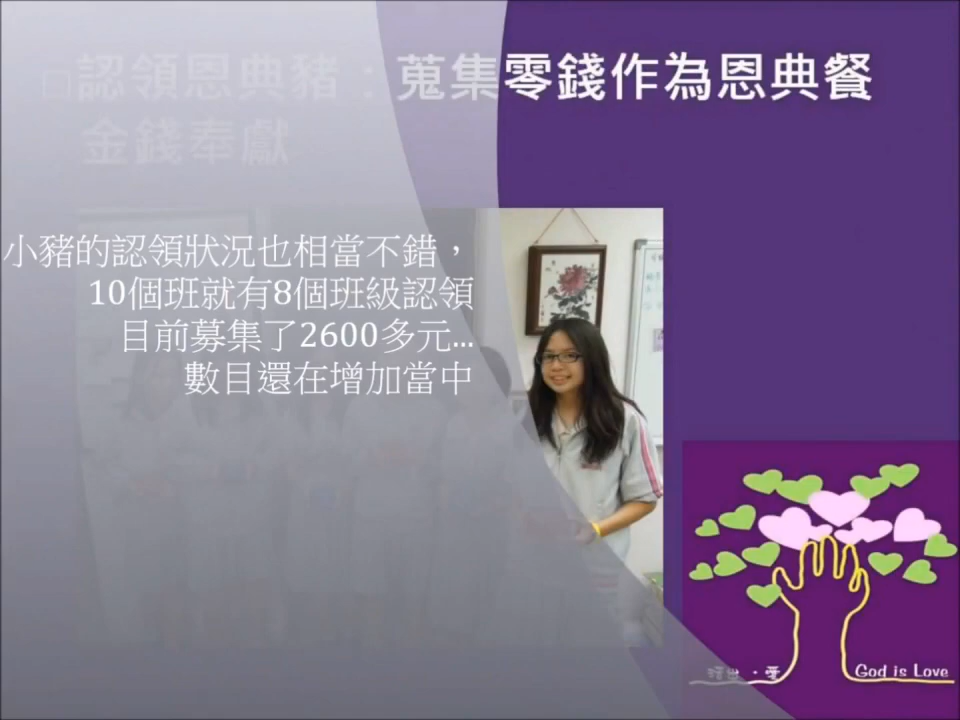 □認領恩典豬：蒐集零錢作為恩典餐
金錢奉獻
小豬的認領狀況也相當不錯，
10個班就有8個班級認領
目前募集了2600多元...
數目還在增加當中
God is Love